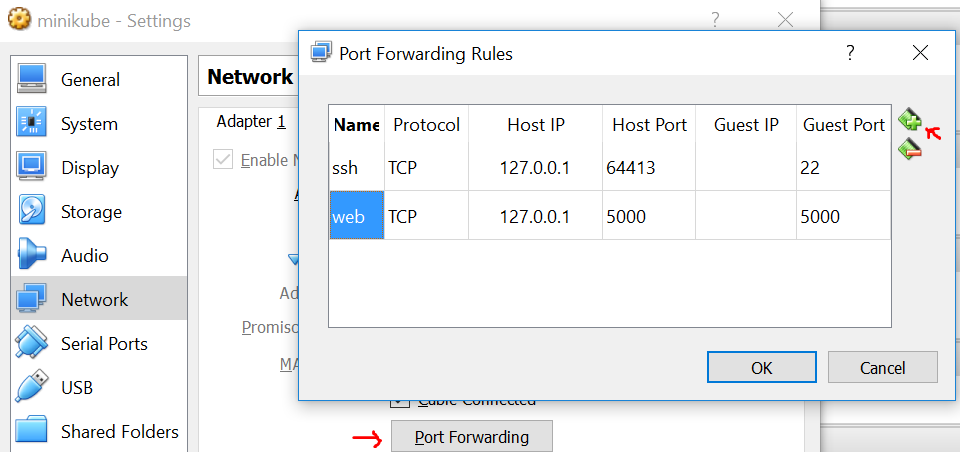 minikube - Settings
?
General
System
Display
Storage
Audio
Network
Serial Ports
USB
Shared Folders
Network
Adapter 1
Enable N
A
Ad
Promisc
MA
Cable Connected
Port Forwarding
Port Forwarding Rules
?
Name Protocol Host IP Host Port Guest IP Guest Port
ssh TCP 127.0.0.1 64413 22
web TCP 127.0.0.1 5000 5000
OK Cancel